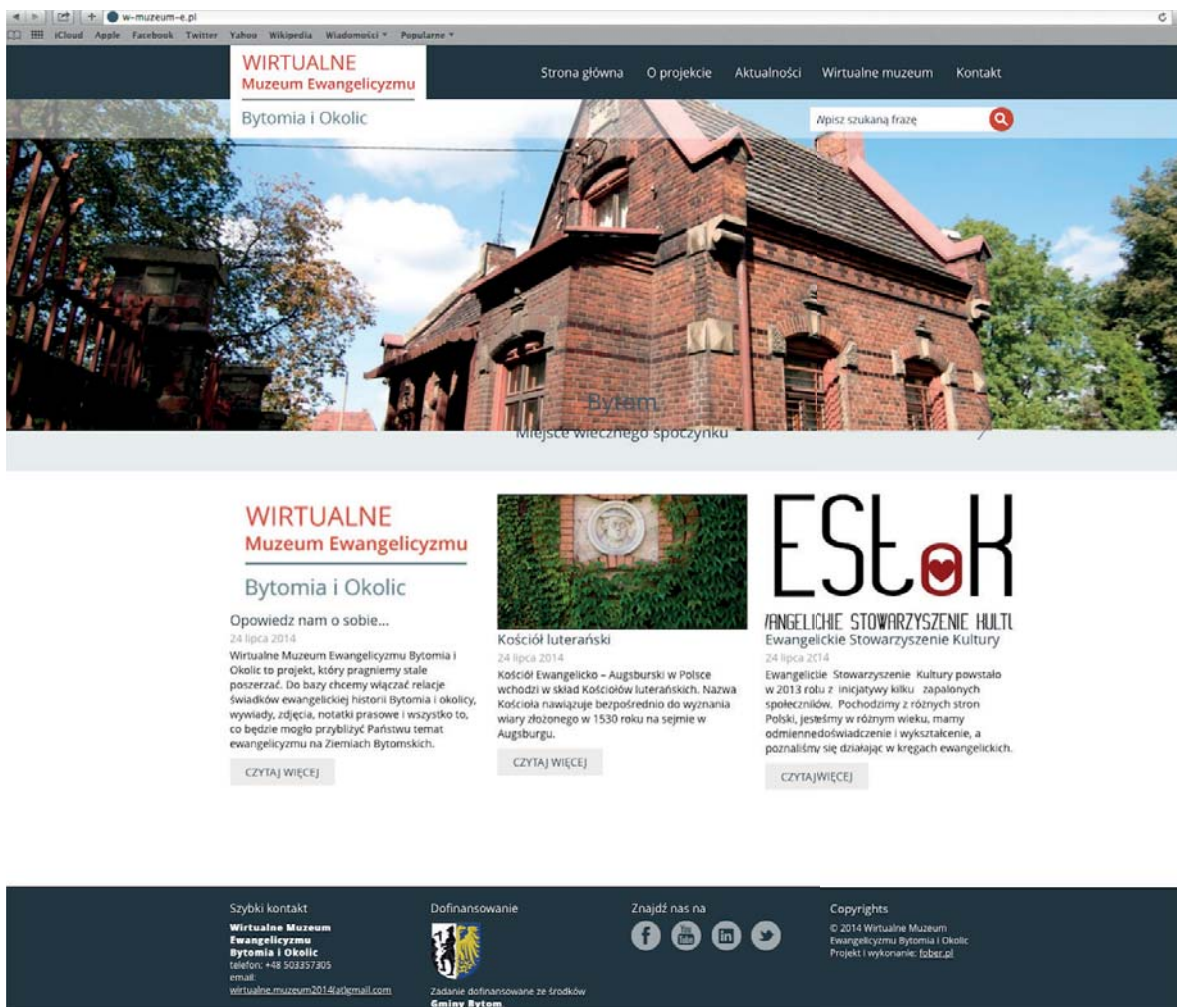 w-muzeum-e.pl
iCloud Apple Facebook Twitter Yahoo Wikipedia Wiadomości Popularne
WIRTUALNE
Muzeum Ewangelicyzmu
Bytomia i Okolic
Strona główna O projekcie Aktualności Wirtualne muzeum Kontakt
Wpisz szukaną frazę
Bytom
Miejsce wiecznego spoczynku
WIRTUALNE
Muzeum Ewangelicyzmu
Bytomia i Okolic
Opowiedz nam o sobie...
24 lipca 2014
Wirtualne Muzeum Ewangelicyzmu Bytomia i
Okolic to projekt, który pragniemy stale
poszerzać. Do bazy chcemy włączać relacje
świadków ewangelickiej historii Bytomia i okolicy,
wywiady, zdjęcia, notatki prasowe i wszystko to,
co będzie mogło przybliżyć Państwu temat
ewangelicyzmu na Ziemiach Bytomskich.
CZYTAJ WIĘCEJ
Kościół luterański
24 lipca 2014
Kościół Ewangelicko – Augsburski w Polsce
wchodzi w skład Kościołów luterańskich. Nazwa
Kościoła nawiązuje bezpośrednio do wyznania
wiary złożonego w 1530 roku na sejmie w
Augsburgu.
CZYTAJ WIĘCEJ
EStoK
VANGELICKIE STOWARZYSZENIE KULTU
Ewangelickie Stowarzyszenie Kultury
24 lipca 2014
Ewangelickie Stowarzyszenie Kultury powstało
w 2013 roku z inicjatywy kilku zapalonych
społeczników. Pochodzimy z różnych stron
Polski, jesteśmy w różnym wieku, mamy
odmiennedoświadczenie i wykształcenie, a
poznaliśmy się działając w kręgach ewangelickich.
CZYTAJWIĘCEJ
Szybki kontakt
Wirtualne Muzeum
Ewangelicyzmu
Bytomia i Okolic
telefon: +48 503357305
email:
wirtualne.muzeum2014(at)gmail.com
Dofinansowanie
Zadanie dofinansowane ze środków
Gminy Bytom
Znajdź nas na
f You Tube in
Copyrights
© 2014 Wirtualne Muzeum
Ewangelicyzmu Bytomia i Okolic
Projekt i wykonanie: fober.pl